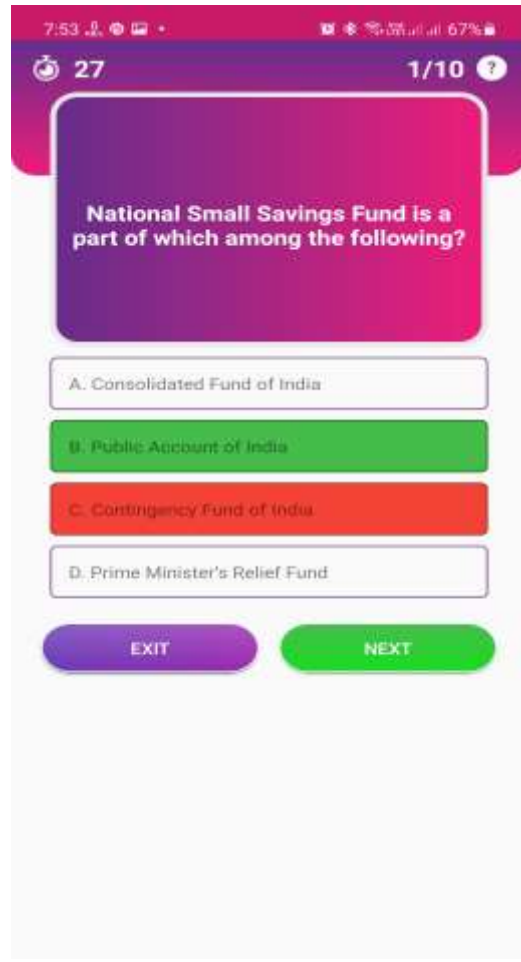 7:53
67%
27
1/10 ?
National Small Savings Fund is a
part of which among the following?
A. Consolidated Fund of India
B. Public Account of India
C. Contingency Fund of India
D. Prime Minister's Relief Fund
EXIT
NEXT